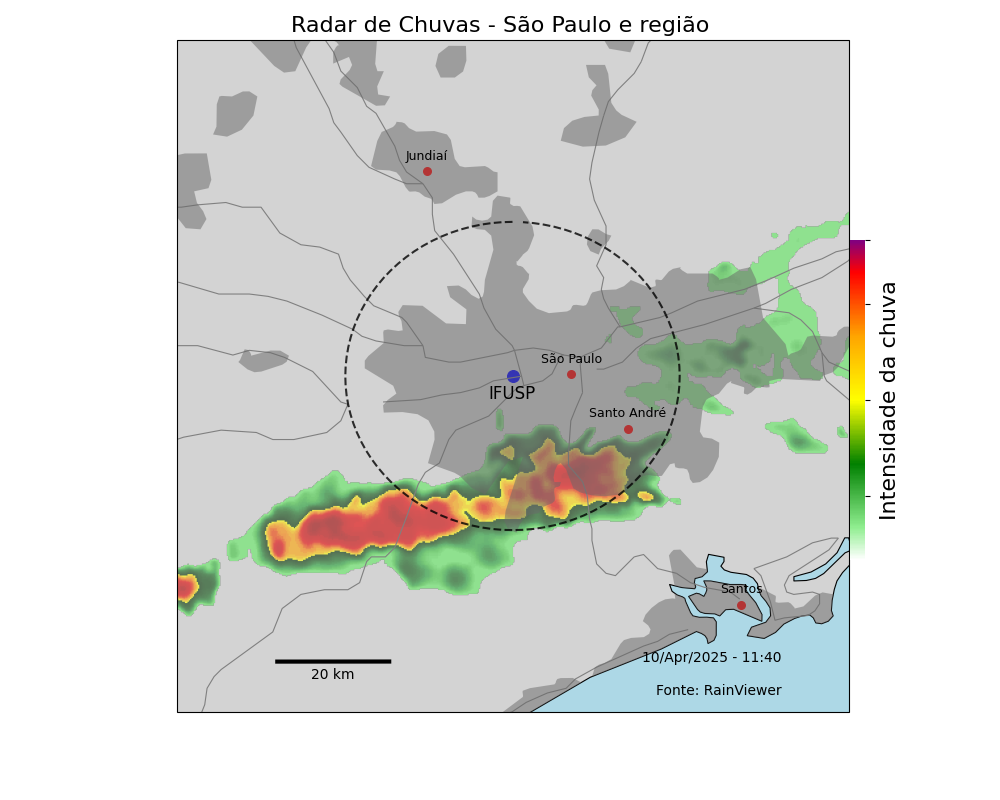 Radar de Chuvas - São Paulo e região
Jundiaí
São Paulo
IFUSP
Santo André
Intensidade da chuva
Santos
10/Apr/2025 - 11:40
20 km
Fonte: RainViewer